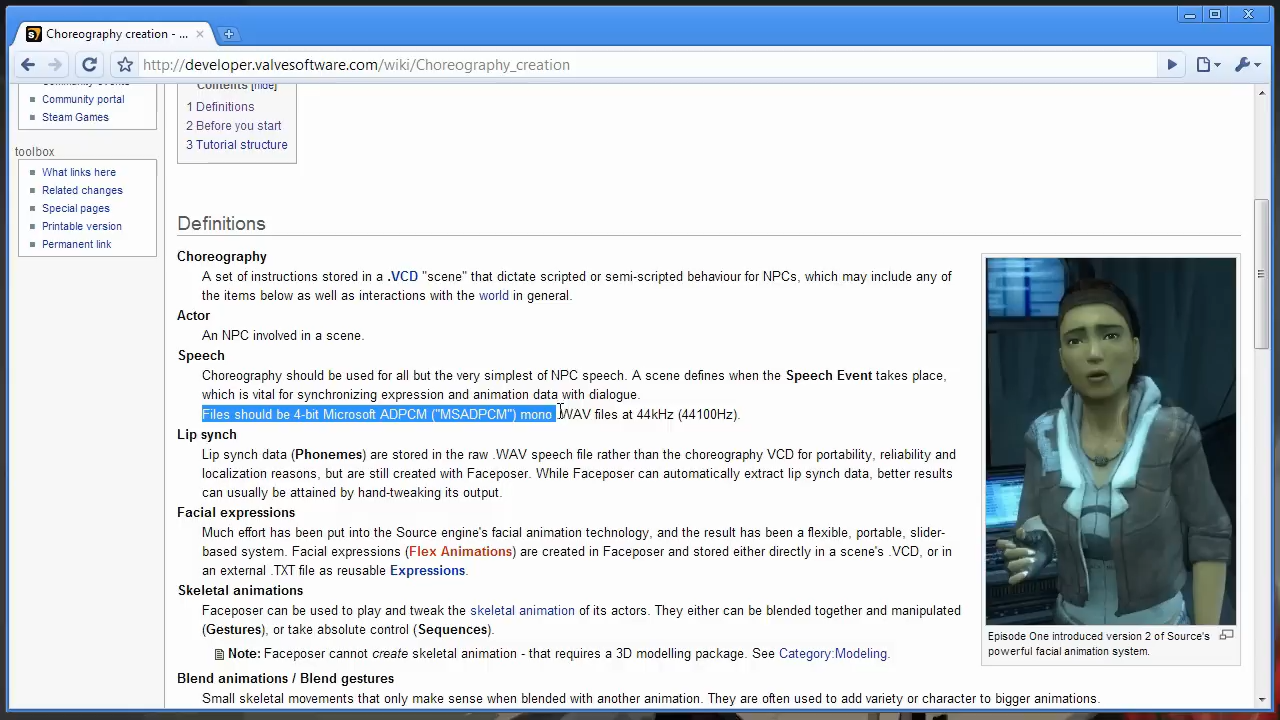 Choreography creation - ...
http://developer.valvesoftware.com/wiki/Choreography_creation
Community portal
Steam Games
toolbox
What links here
Related changes
Special pages
Printable version
Permanent link
Contents [hide]
1 Definitions
2 Before you start
3 Tutorial structure
Definitions
Choreography
A set of instructions stored in a .VCD "scene" that dictate scripted or semi-scripted behaviour for NPCs, which may include any of
the items below as well as interactions with the world in general.
Actor
An NPC involved in a scene.
Speech
Choreography should be used for all but the very simplest of NPC speech. A scene defines when the Speech Event takes place,
which is vital for synchronizing expression and animation data with dialogue.
Files should be 4-bit Microsoft ADPCM ("MSADPCM") mono .WAV files at 44kHz (44100Hz).
Lip synch
Lip synch data (Phonemes) are stored in the raw .WAV speech file rather than the choreography VCD for portability, reliability and
localization reasons, but are still created with Faceposer. While Faceposer can automatically extract lip synch data, better results
can usually be attained by hand-tweaking its output.
Facial expressions
Much effort has been put into the Source engine's facial animation technology, and the result has been a flexible, portable, slider-
based system. Facial expressions (Flex Animations) are created in Faceposer and stored either directly in a scene's .VCD, or in
an external .TXT file as reusable Expressions.
Skeletal animations
Faceposer can be used to play and tweak the skeletal animation of its actors. They either can be blended together and manipulated
(Gestures), or take absolute control (Sequences).
Note: Faceposer cannot create skeletal animation - that requires a 3D modelling package. See Category:Modeling.
Blend animations / Blend gestures
Small skeletal movements that only make sense when blended with another animation. They are often used to add variety or character to bigger animations.
Episode One introduced version 2 of Source's
powerful facial animation system.